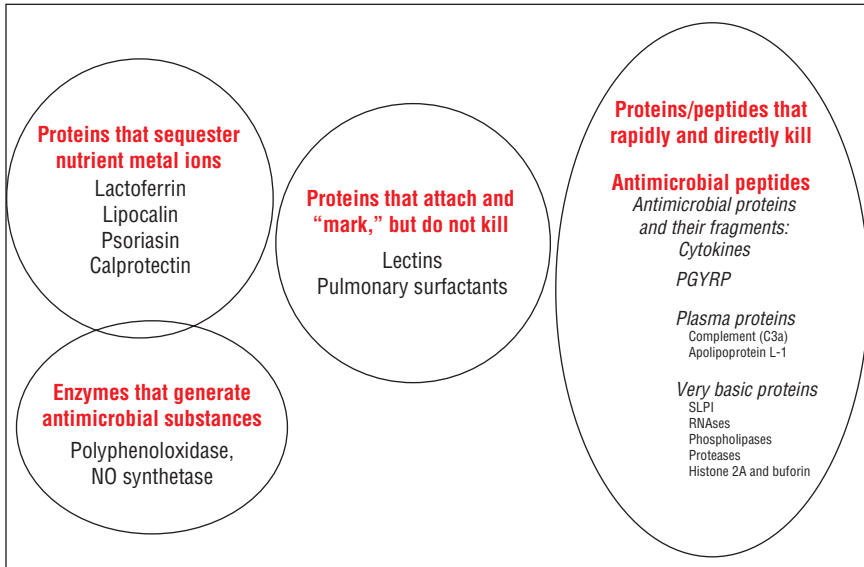 Proteins that sequester
nutrient metal ions
Lactoferrin
Lipocalin
Psoriasin
Calprotectin
Enzymes that generate
antimicrobial substances
Polyphenoloxidase,
NO synthetase
Proteins that attach and
“mark,” but do not kill
Lectins
Pulmonary surfactants
Proteins/peptides that
rapidly and directly kill
Antimicrobial peptides
Antimicrobial proteins
and their fragments:
Cytokines
PGYRP
Plasma proteins
Complement (C3a)
Apolipoprotein L-1
Very basic proteins
SLPI
RNAses
Phospholipases
Proteases
Histone 2A and buforin